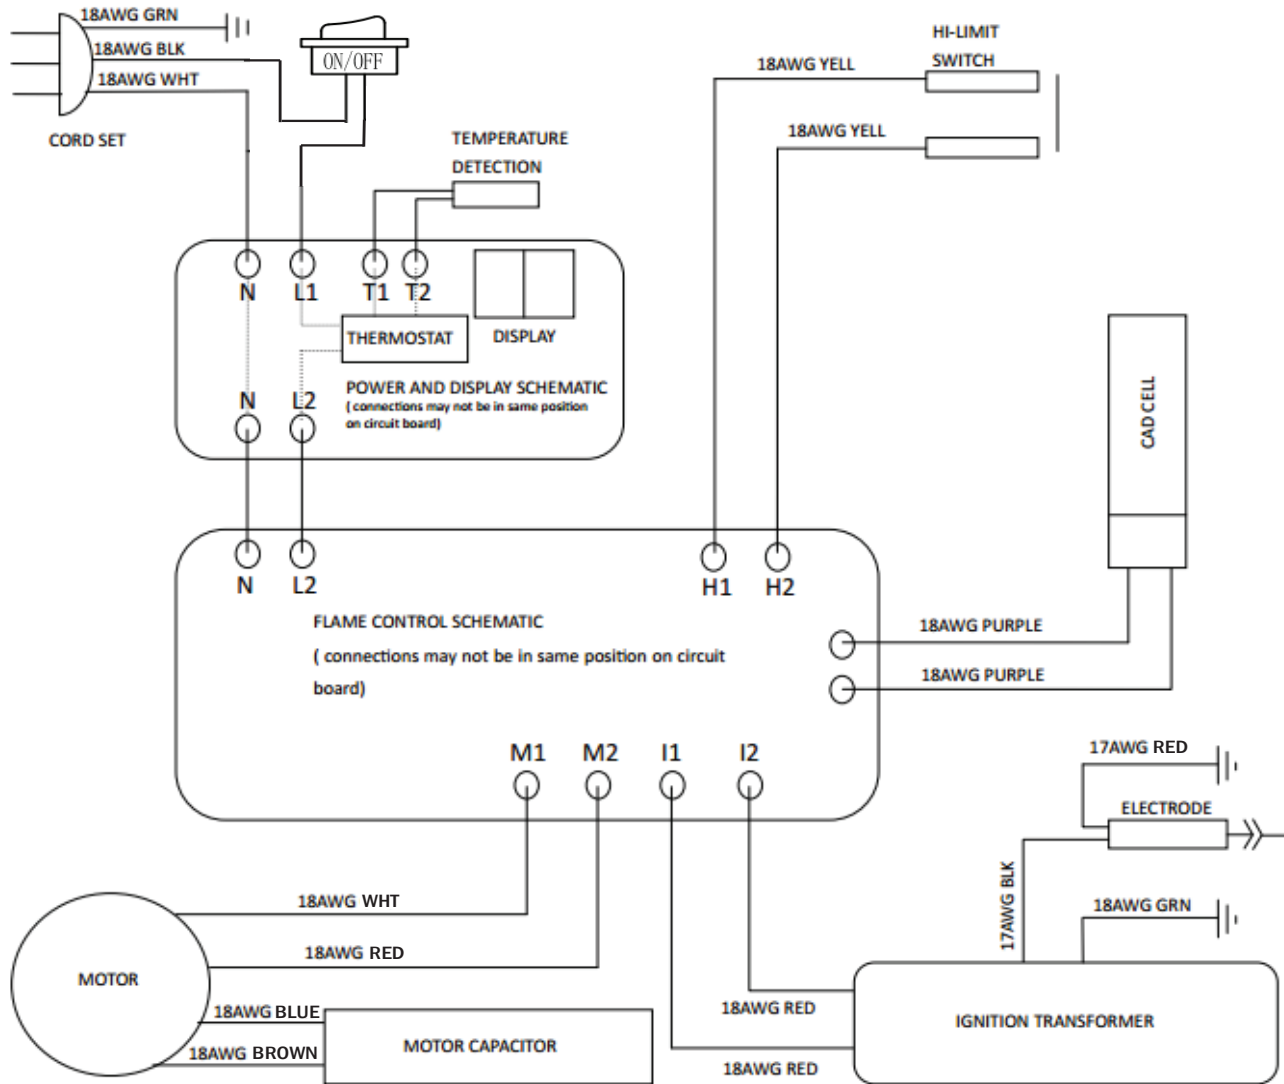 18AWG GRN
18AWG BLK
18AWG WHT
CORD SET
ON/OFF
TEMPERATURE
DETECTION
HI-LIMIT
SWITCH
18AWG YELL
18AWG YELL
N
L1
T1
T2
THERMOSTAT
DISPLAY
POWER AND DISPLAY SCHEMATIC
( connections may not be in same position
on circuit board)
N
L2
CAD CELL
N
L2
H1
H2
FLAME CONTROL SCHEMATIC
( connections may not be in same position on circuit
board)
18AWG PURPLE
18AWG PURPLE
M1
M2
I1
I2
17AWG RED
ELECTRODE
17AWG BLK
18AWG GRN
18AWG WHT
18AWG RED
MOTOR
18AWG BLUE
18AWG BROWN
MOTOR CAPACITOR
18AWG RED
18AWG RED
IGNITION TRANSFORMER